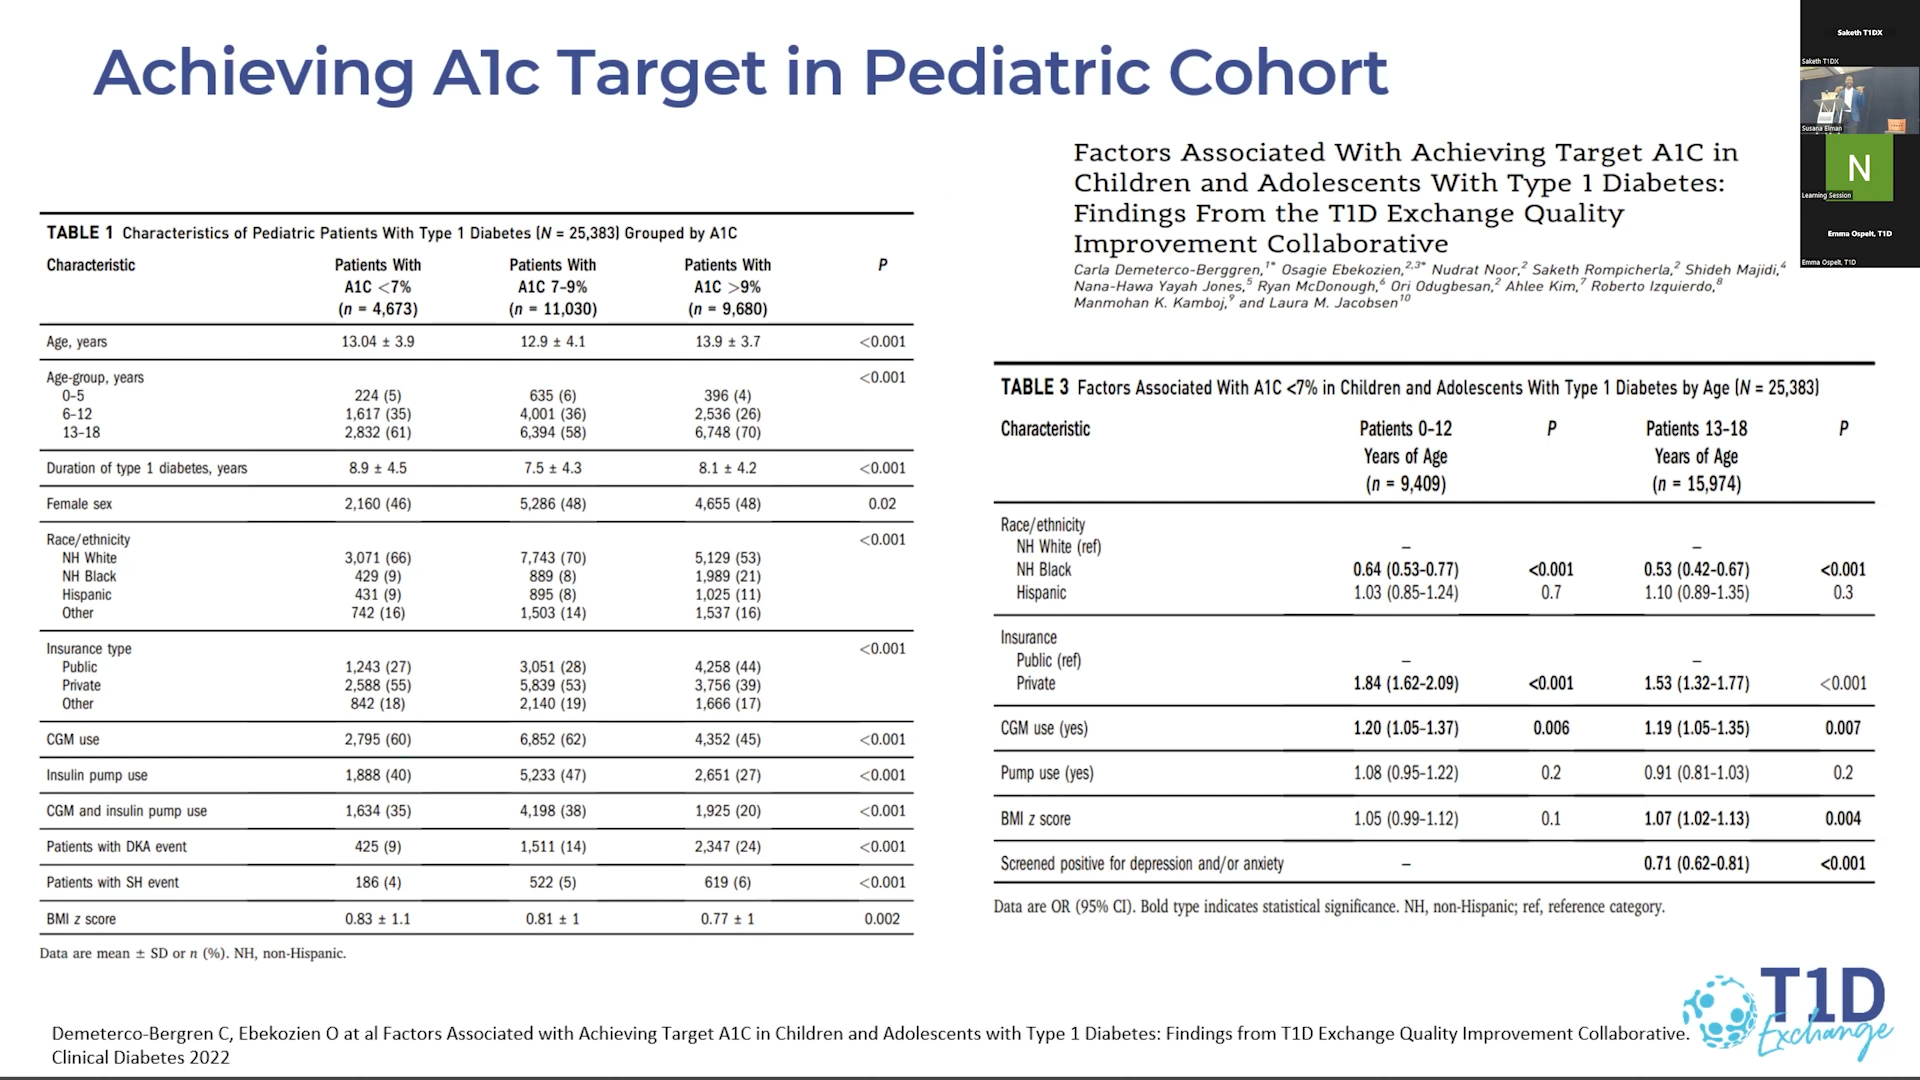 Achieving A1c Target in Pediatric Cohort
Factors Associated With Achieving Target A1C in
Children and Adolescents With Type 1 Diabetes:
Findings From the T1D Exchange Quality
Improvement Collaborative
Carla Demeterco-Berggren,1* Osagie Ebekozien,2,3* Nudrat Noor,2 Saketh Rompicherla,2 Shideh Majidi,4
Nana-Hawa Yayah Jones,5 Ryan McDonough,6 Ori Odugbesan,2 Ahlee Kim,7 Roberto Izquierdo,8
Manmohan K. Kamboj,9 and Laura M. Jacobsen10
TABLE 1 Characteristics of Pediatric Patients With Type 1 Diabetes (N = 25,383) Grouped by A1C
Characteristic Patients With Patients With Patients With P
A1C <7% A1C 7–9% A1C >9%
(n = 4,673) (n = 11,030) (n = 9,680)
Age, years 13.04 ± 3.9 12.9 ± 4.1 13.9 ± 3.7 <0.001
Age-group, years <0.001
0–5 224 (5) 635 (6) 396 (4)
6–12 1,617 (35) 4,001 (36) 2,536 (26)
13–18 2,832 (61) 6,394 (58) 6,748 (70)
Duration of type 1 diabetes, years 8.9 ± 4.5 7.5 ± 4.3 8.1 ± 4.2 <0.001
Female sex 2,160 (46) 5,286 (48) 4,655 (48) 0.02
Race/ethnicity <0.001
NH White 3,071 (66) 7,743 (70) 5,129 (53)
NH Black 429 (9) 889 (8) 1,989 (21)
Hispanic 431 (9) 895 (8) 1,025 (11)
Other 742 (16) 1,503 (14) 1,537 (16)
Insurance type <0.001
Public 1,243 (27) 3,051 (28) 4,258 (44)
Private 2,588 (55) 5,839 (53) 3,756 (39)
Other 842 (18) 2,140 (19) 1,666 (17)
CGM use 2,795 (60) 6,852 (62) 4,352 (45) <0.001
Insulin pump use 1,888 (40) 5,233 (47) 2,651 (27) <0.001
CGM and insulin pump use 1,634 (35) 4,198 (38) 1,925 (20) <0.001
Patients with DKA event 425 (9) 1,511 (14) 2,347 (24) <0.001
Patients with SH event 186 (4) 522 (5) 619 (6) <0.001
BMI z score 0.83 ± 1.1 0.81 ± 1 0.77 ± 1 0.002
Data are mean ± SD or n (%). NH, non-Hispanic.
TABLE 3 Factors Associated With A1C <7% in Children and Adolescents With Type 1 Diabetes by Age (N = 25,383)
Characteristic Patients 0–12 P Patients 13–18 P
Years of Age Years of Age
(n = 9,409) (n = 15,974)
Race/ethnicity
NH White (ref) – –
NH Black 0.64 (0.53–0.77) <0.001 0.53 (0.42–0.67) <0.001
Hispanic 1.03 (0.85–1.24) 0.7 1.10 (0.89–1.35) 0.3
Insurance
Public (ref) – –
Private 1.84 (1.62–2.09) <0.001 1.53 (1.32–1.77) <0.001
CGM use (yes) 1.20 (1.05–1.37) 0.006 1.19 (1.05–1.35) 0.007
Pump use (yes) 1.08 (0.95–1.22) 0.2 0.91 (0.81–1.03) 0.2
BMI z score 1.05 (0.99–1.12) 0.1 1.07 (1.02–1.13) 0.004
Screened positive for depression and/or anxiety – 0.71 (0.62–0.81) <0.001
Data are OR (95% CI). Bold type indicates statistical significance. NH, non-Hispanic; ref, reference category.
Demeterco-Bergren C, Ebekozien O at al Factors Associated with Achieving Target A1C in Children and Adolescents with Type 1 Diabetes: Findings from T1D Exchange Quality Improvement Collaborative.
Clinical Diabetes 2022
T1D
Exchange
Saketh T1DX
Saketh T1DX
Susana Elman
N
Learning Session
Emma Ospelt, T1D
Emma Ospelt, T1D